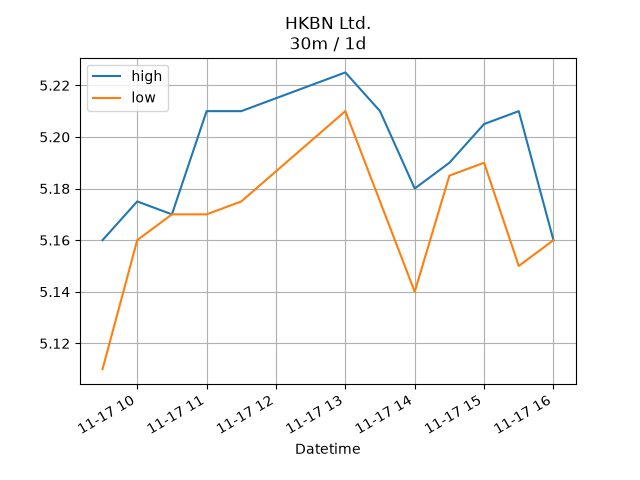 HKBN Ltd.
30m / 1d
high
low
5.22
5.20
5.18
5.16
5.14
5.12
11-17 10
11-17 11
11-17 12
11-17 13
11-17 14
11-17 15
11-17 16
Datetime